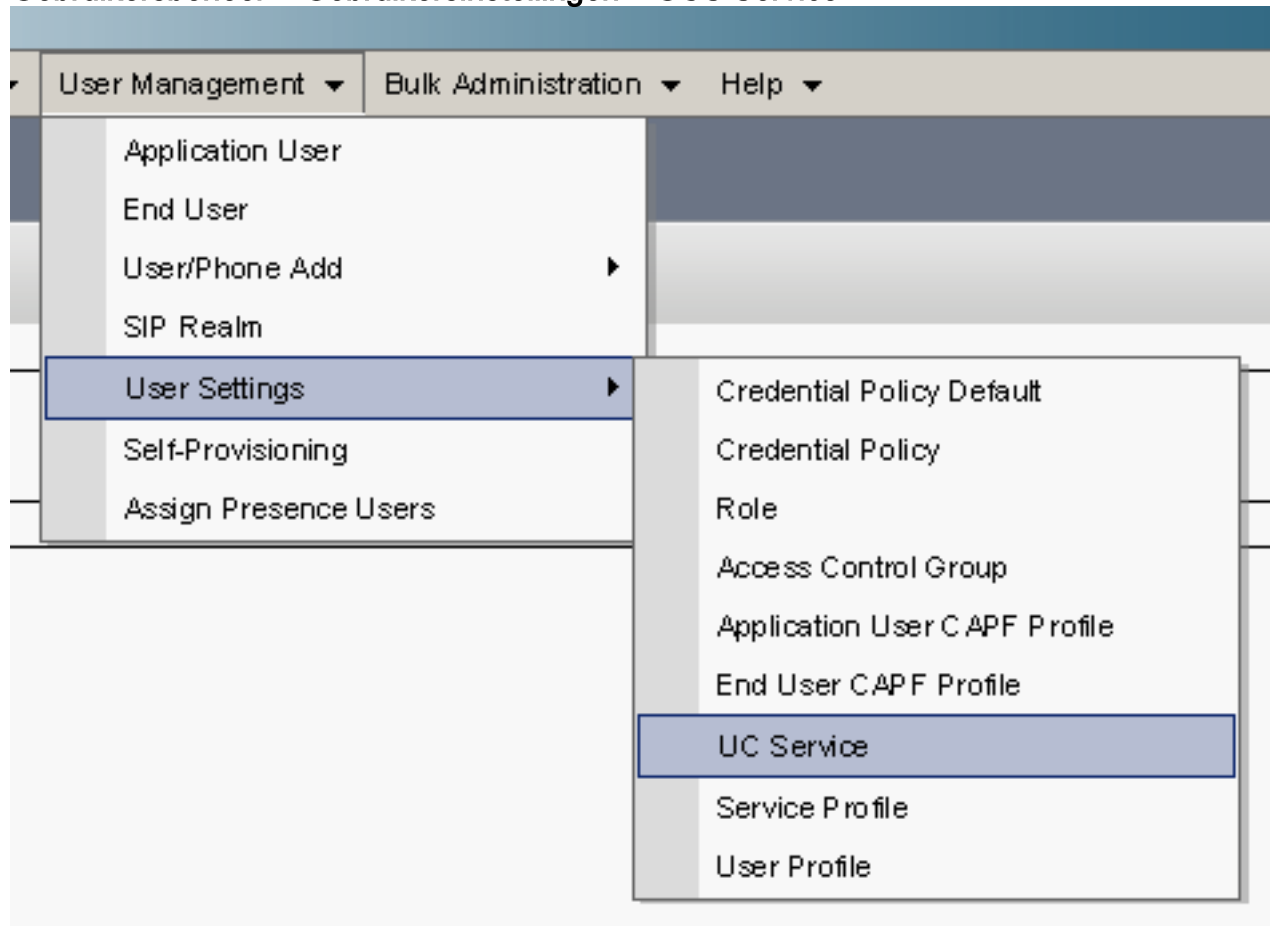 User Management Bulk Administration Help
Application User
End User
User/Phone Add
SIP Realm
User Settings
Self-Provisioning
Assign Presence Users
Credential Policy Default
Credential Policy
Role
Access Control Group
Application User CAPF Profile
End User CAPF Profile
UC Service
Service Profile
User Profile